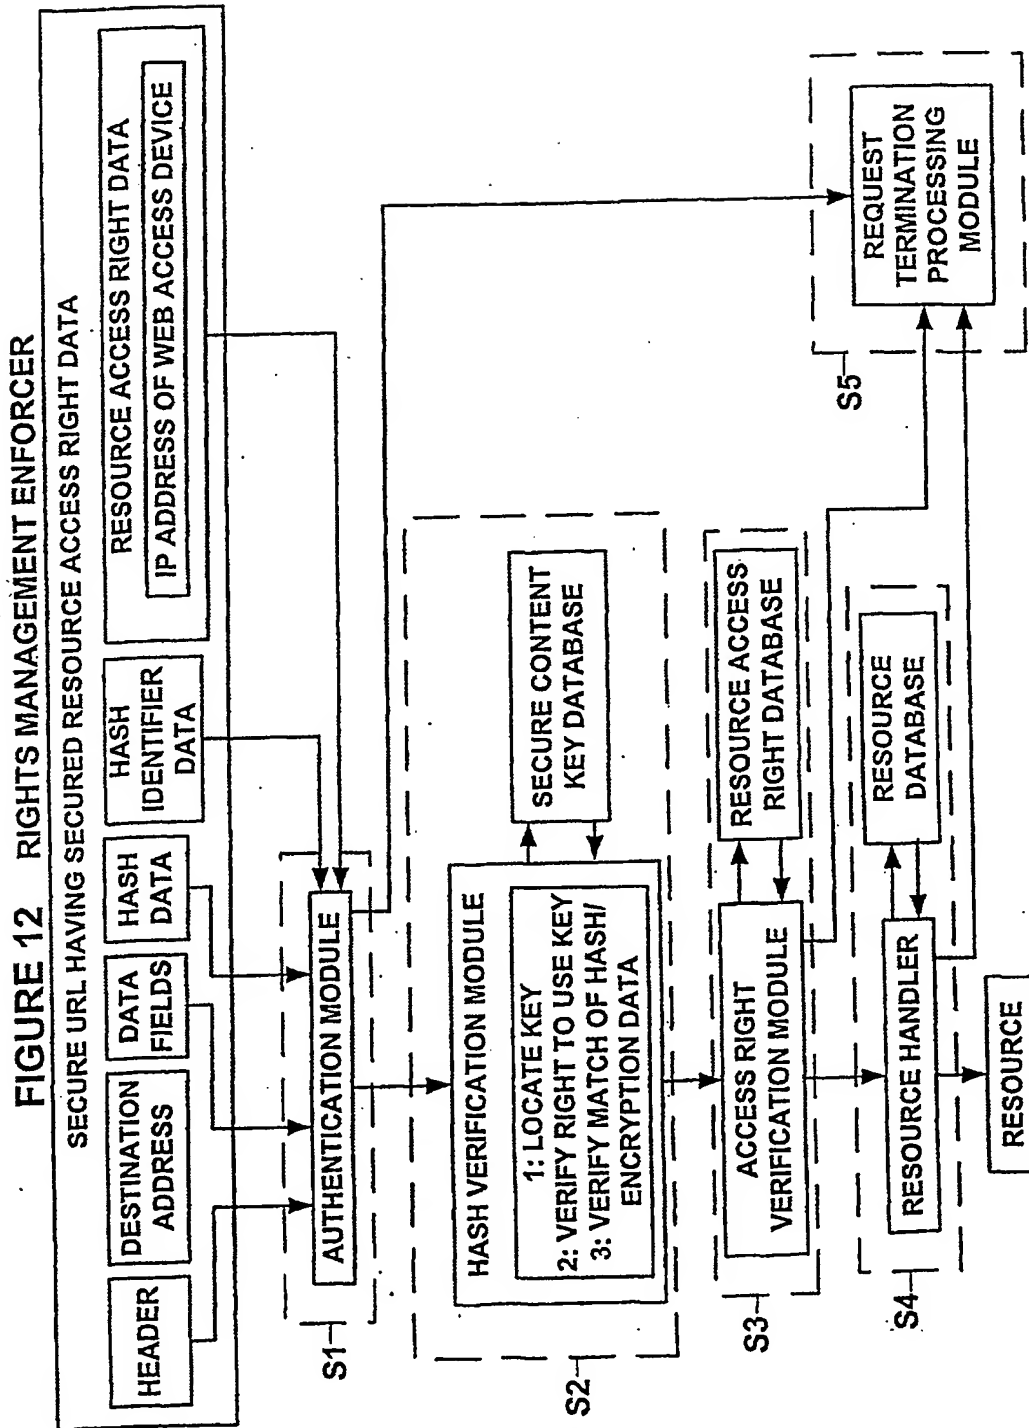 FIGURE 12 RIGHTS MANAGEMENT ENFORCER
SECURE URL HAVING SECURED RESOURCE ACCESS RIGHT DATA
HEADER
DESTINATION
ADDRESS
DATA
FIELDS
HASH
DATA
HASH
IDENTIFIER
DATA
RESOURCE ACCESS RIGHT DATA
IP ADDRESS OF WEB ACCESS DEVICE
S1
AUTHENTICATION MODULE
S2
HASH VERIFICATION MODULE
1: LOCATE KEY
2: VERIFY RIGHT TO USE KEY
3: VERIFY MATCH OF HASH/
ENCRYPTION DATA
SECURE CONTENT
KEY DATABASE
S3
ACCESS RIGHT
VERIFICATION MODULE
RESOURCE ACCESS
RIGHT DATABASE
S4
RESOURCE HANDLER
RESOURCE
DATABASE
S5
REQUEST
TERMINATION
PROCESSING
MODULE
RESOURCE